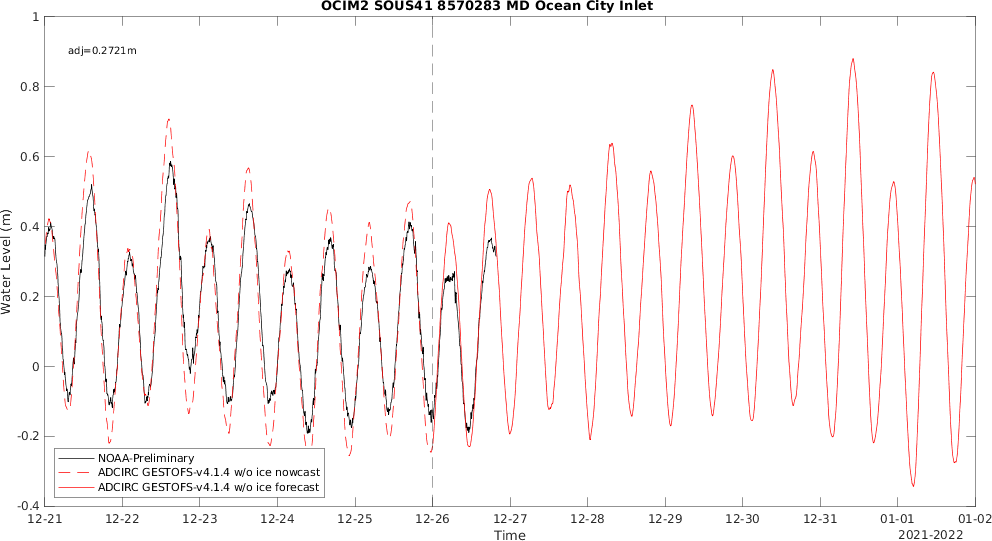 OCIM2 SOUS41 8570283 MD Ocean City Inlet
adj=0.2721m
Water Level (m)
1
0.8
0.6
0.4
0.2
0
-0.2
-0.4
NOAA-Preliminary
ADCIRC GESTOFS-v4.1.4 w/o ice nowcast
ADCIRC GESTOFS-v4.1.4 w/o ice forecast
12-21 12-22 12-23 12-24 12-25 12-26 12-27 12-28 12-29 12-30 12-31 01-01 01-02
Time
2021-2022